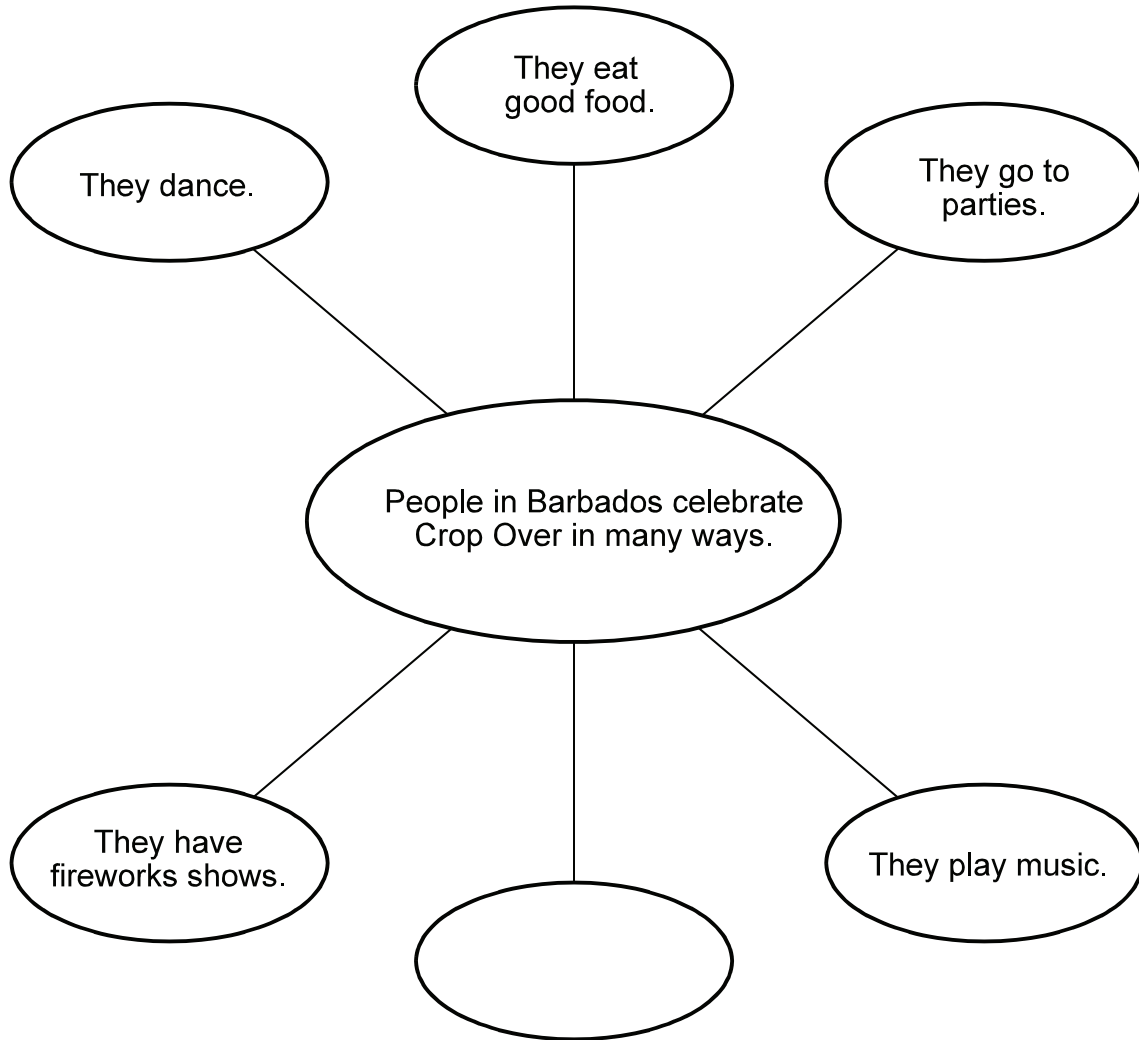 They eat
good food.
They dance.
They go to
parties.
People in Barbados celebrate
Crop Over in many ways.
They have
fireworks shows.
They play music.